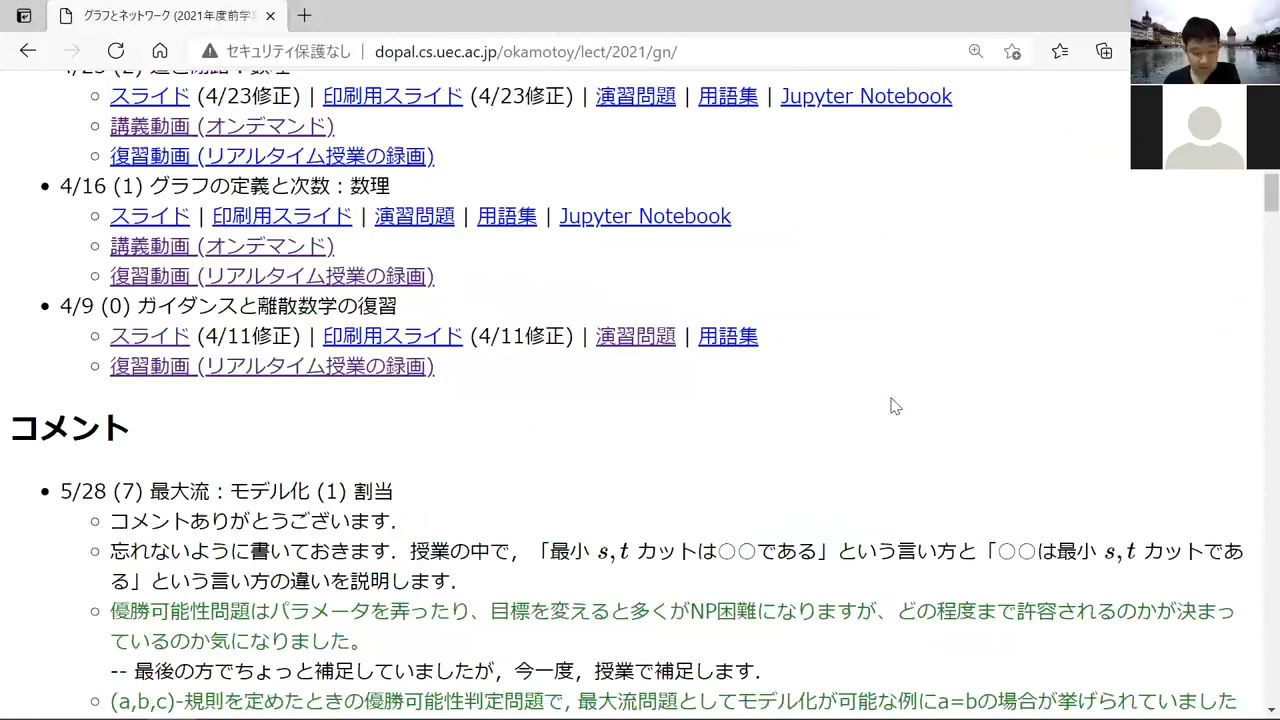 グラフとネットワーク (2021年度前学
セキュリティ保護なし | dopal.cs.uec.ac.jp/okamotoy/lect/2021/gn/
スライド (4/23修正) | 印刷用スライド (4/23修正) | 演習問題 | 用語集 | Jupyter Notebook
講義動画 (オンデマンド)
復習動画 (リアルタイム授業の録画)
4/16 (1) グラフの定義と次数：数理
スライド | 印刷用スライド | 演習問題 | 用語集 | Jupyter Notebook
講義動画 (オンデマンド)
復習動画 (リアルタイム授業の録画)
4/9 (0) ガイダンスと離散数学の復習
スライド (4/11修正) | 印刷用スライド (4/11修正) | 演習問題 | 用語集
復習動画 (リアルタイム授業の録画)
コメント
5/28 (7) 最大流：モデル化 (1) 割当
コメントありがとうございます．
忘れないように書いておきます．授業の中で，「最小 s, t カットは○○である」という言い方と「○○は最小 s, t カットであ
る」という言い方の違いを説明します．
優勝可能性問題はパラメータを弄ったり、目標を変えると多くがNP困難になりますが、どの程度まで許容されるのかが決まっ
ているのか気になりました。
-- 最後の方でちょっと補足していましたが，今一度，授業で補足します．
(a,b,c)-規則を定めたときの優勝可能性判定問題で, 最大流問題としてモデル化が可能な例にa=bの場合が挙げられていました